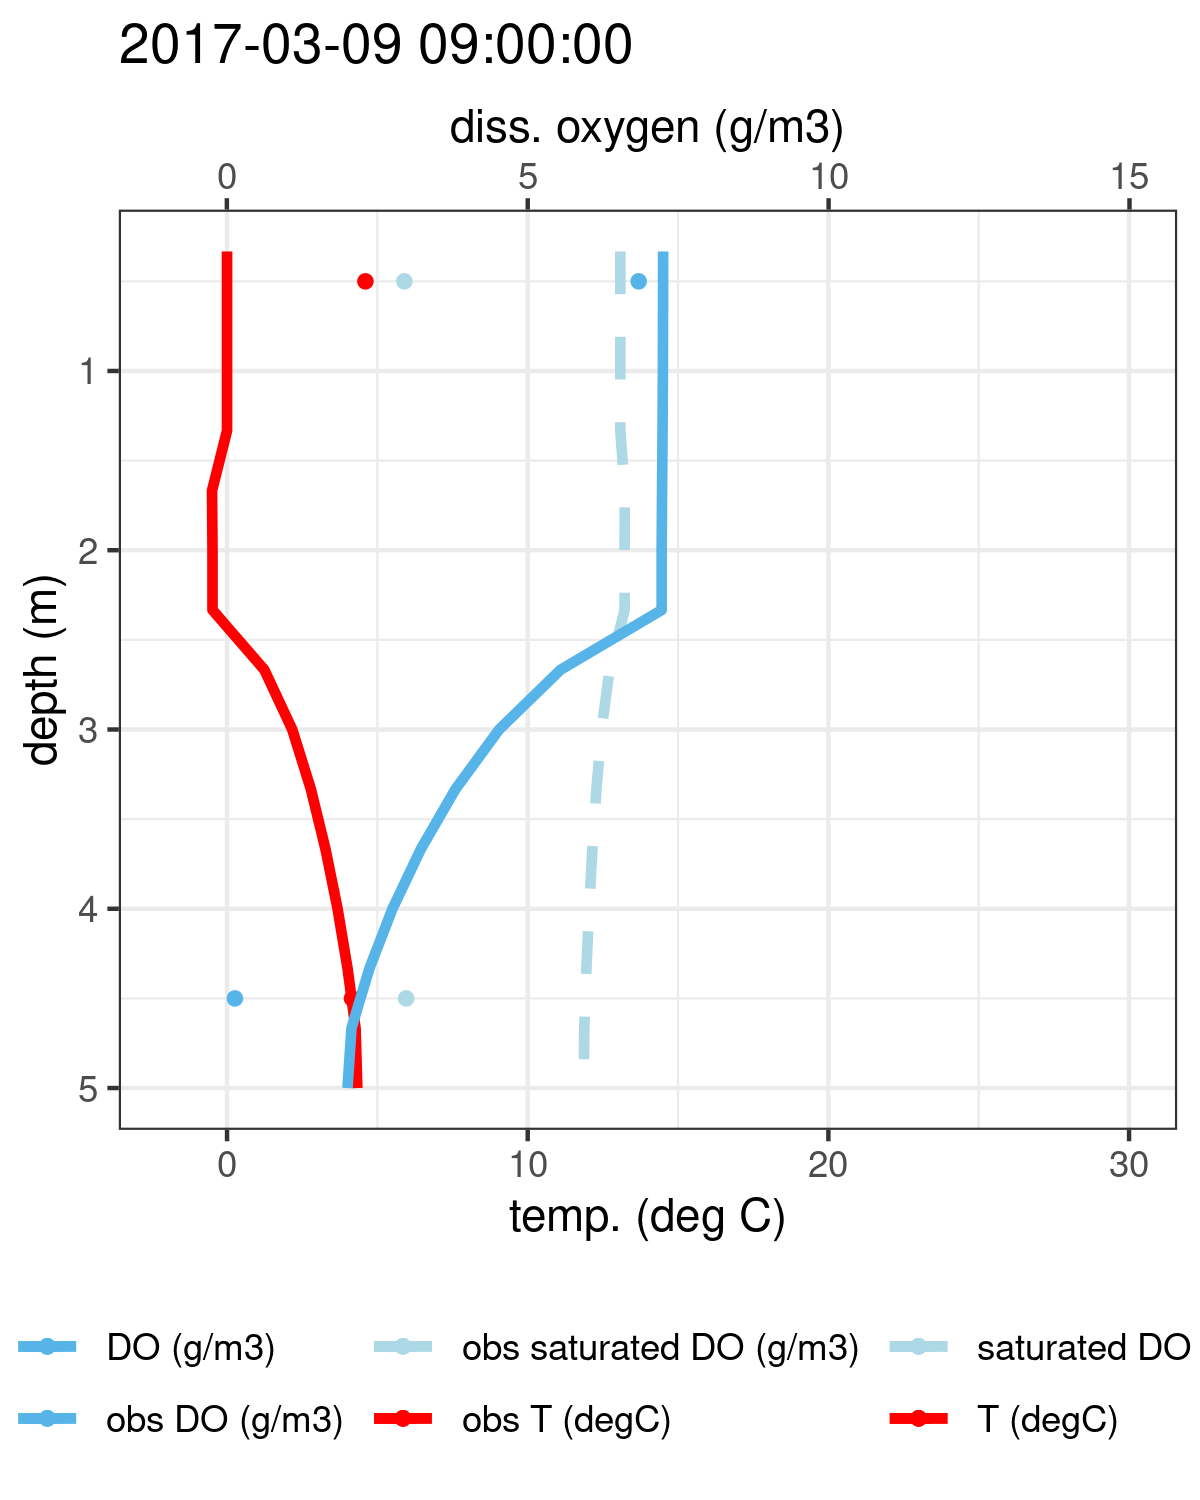 2017-03-09 09:00:00
diss. oxygen (g/m3)
0 5 10 15
depth (m)
1
2
3
4
5
0 10 20 30
temp. (deg C)
DO (g/m3) obs saturated DO (g/m3) saturated DO
obs DO (g/m3) obs T (degC) T (degC)